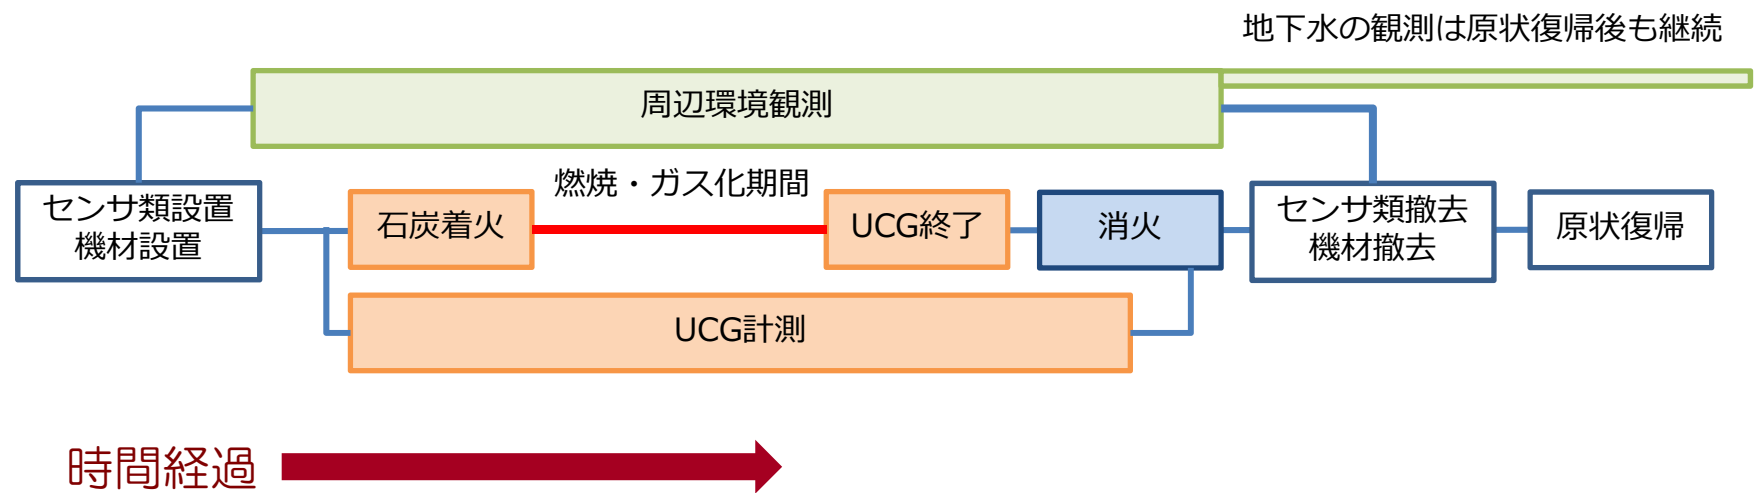 地下水の観測は原状復帰後も継続
周辺環境観測
燃焼・ガス化期間
センサ類設置
機材設置
石炭着火
UCG終了
消火
センサ類撤去
機材撤去
原状復帰
UCG計測
時間経過